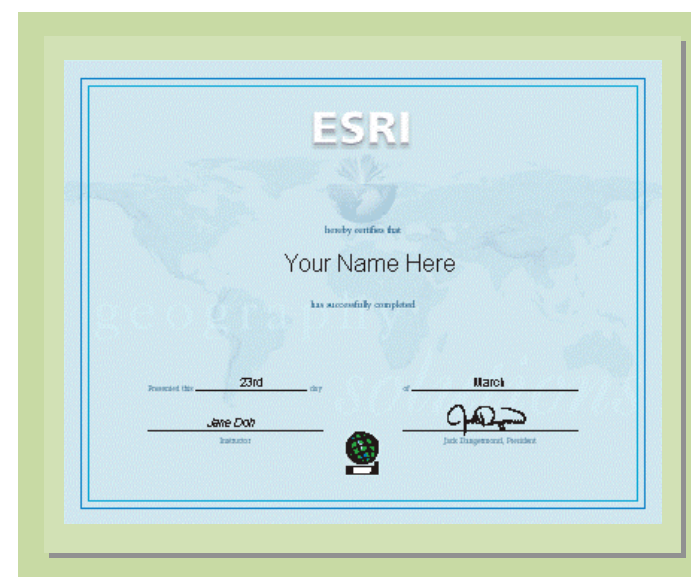 ESRI
hereby certifies that
Your Name Here
has successfully completed
geography
Presented this 23rd day of March
Jane Doh
Instructor
Jack Dangermond, President